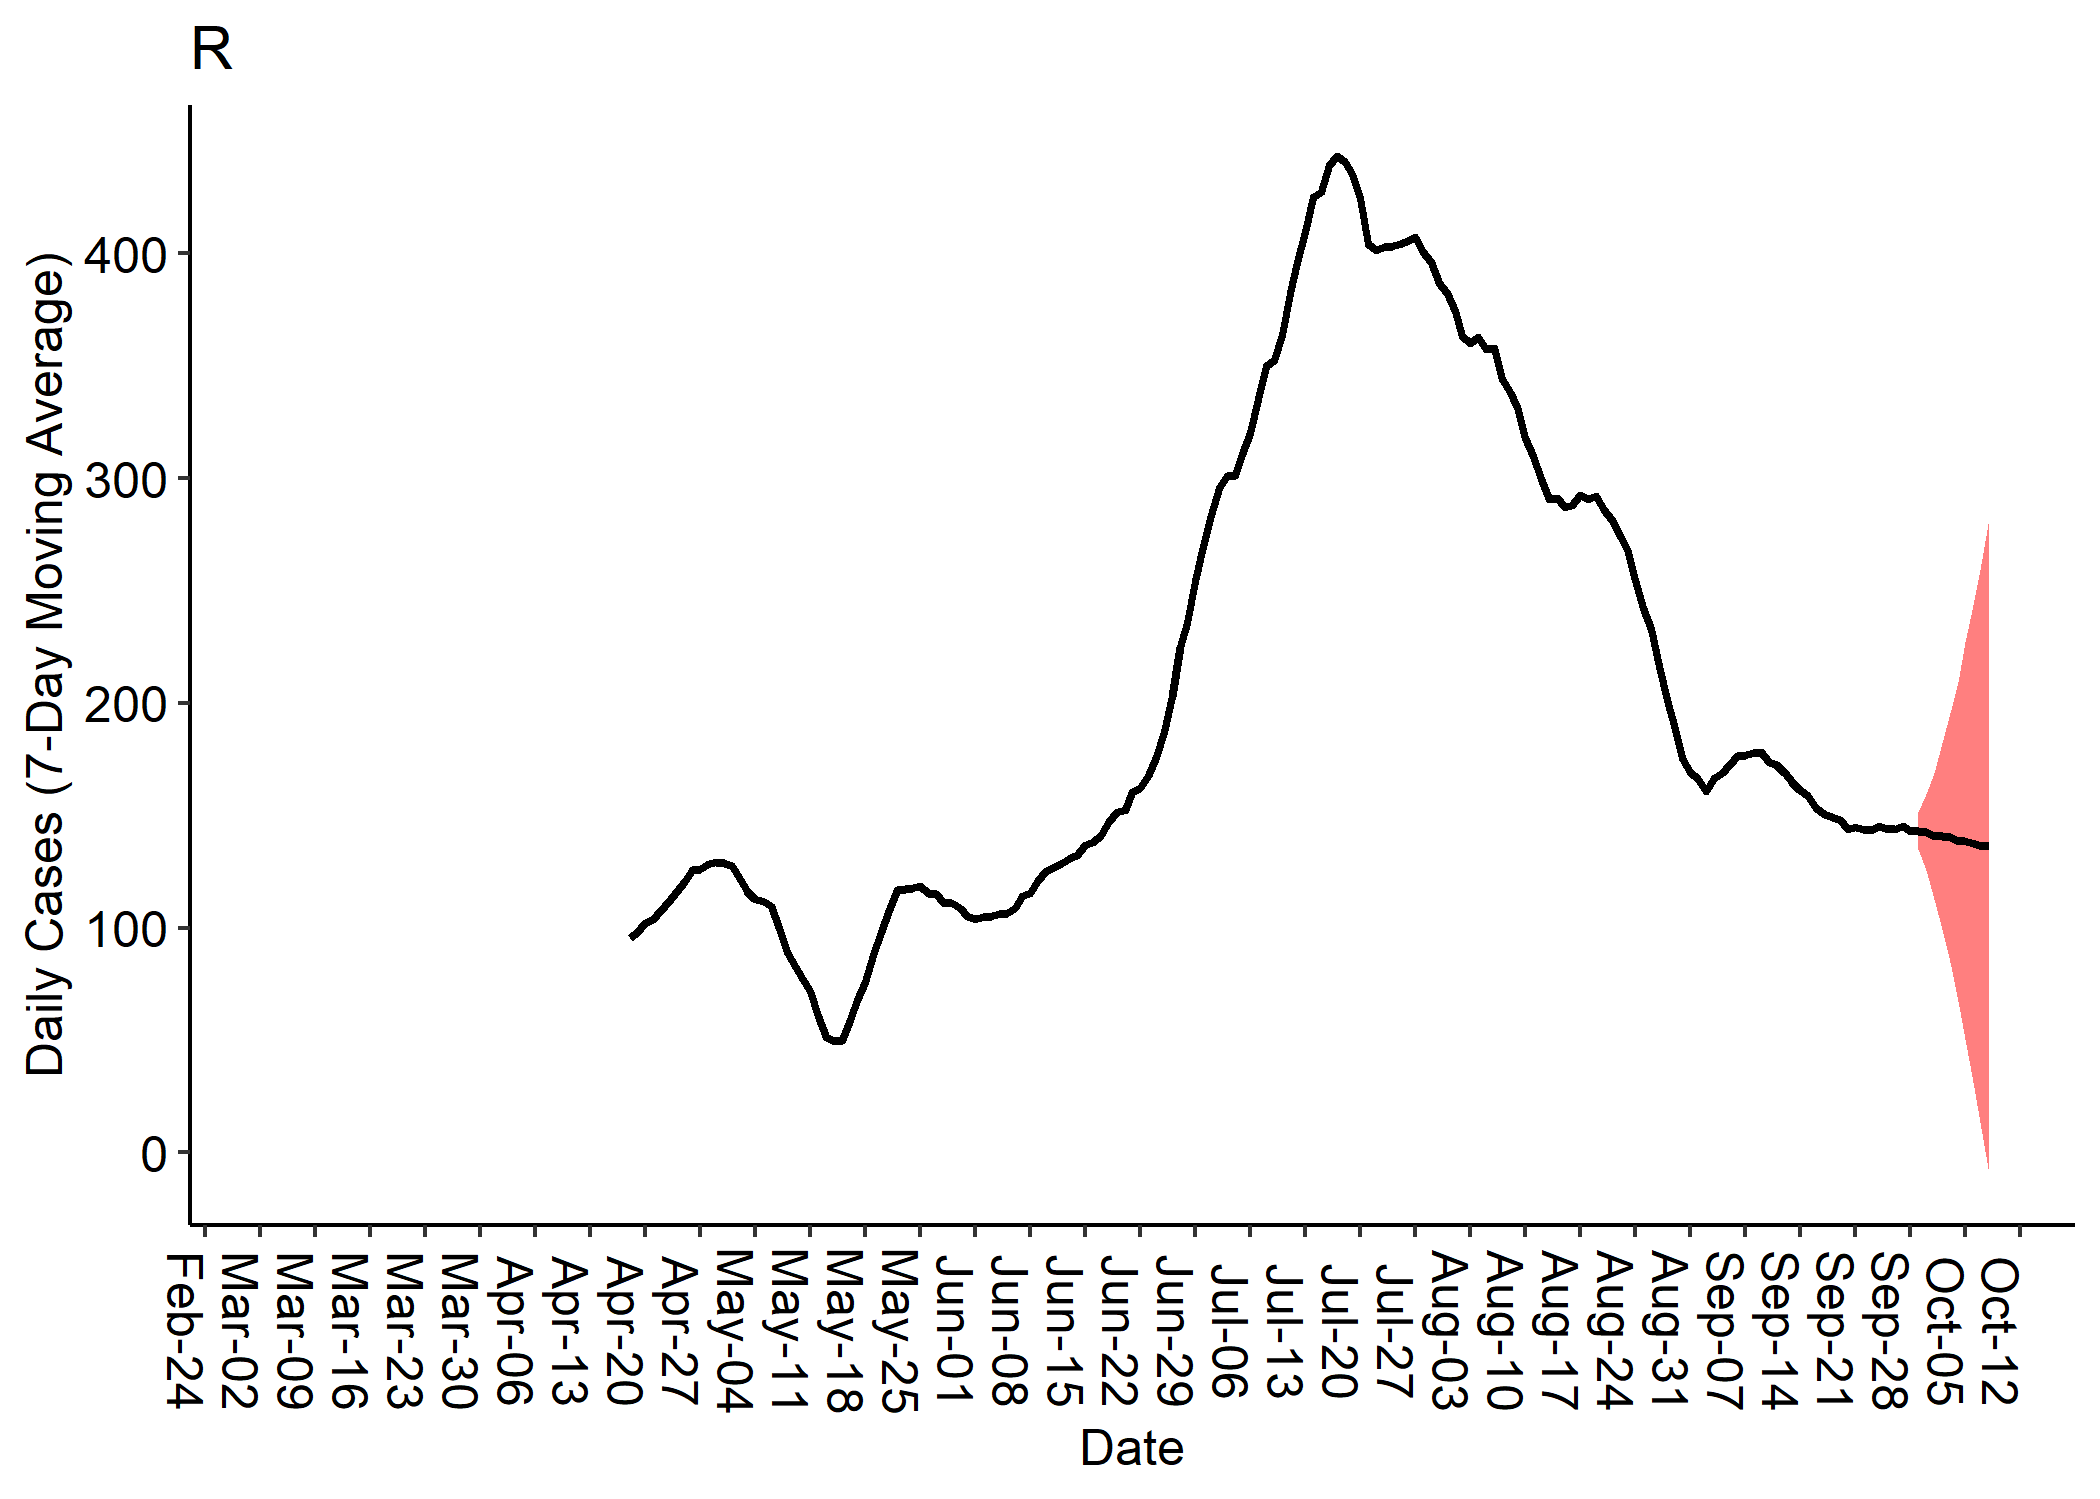 R
Daily Cases (7-Day Moving Average)
400
300
200
100
0
Feb-24
Mar-02
Mar-09
Mar-16
Mar-23
Mar-30
Apr-06
Apr-13
Apr-20
Apr-27
May-04
May-11
May-18
May-25
Jun-01
Jun-08
Jun-15
Jun-22
Jun-29
Jul-06
Jul-13
Jul-20
Jul-27
Aug-03
Aug-10
Aug-17
Aug-24
Aug-31
Sep-07
Sep-14
Sep-21
Sep-28
Oct-05
Oct-12
Date